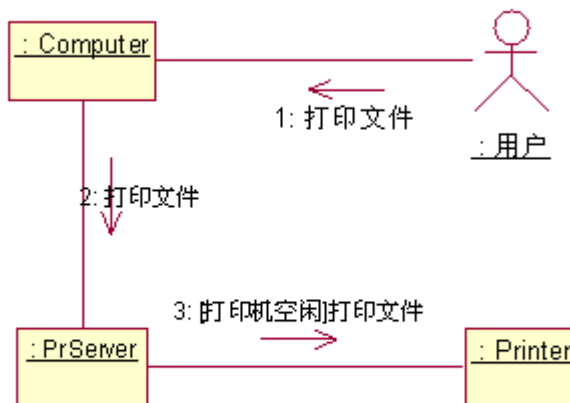 : Computer
1: 打印文件
: 用户
2: 打印文件
3: [打印机空闲]打印文件
: PrServer
: Printer